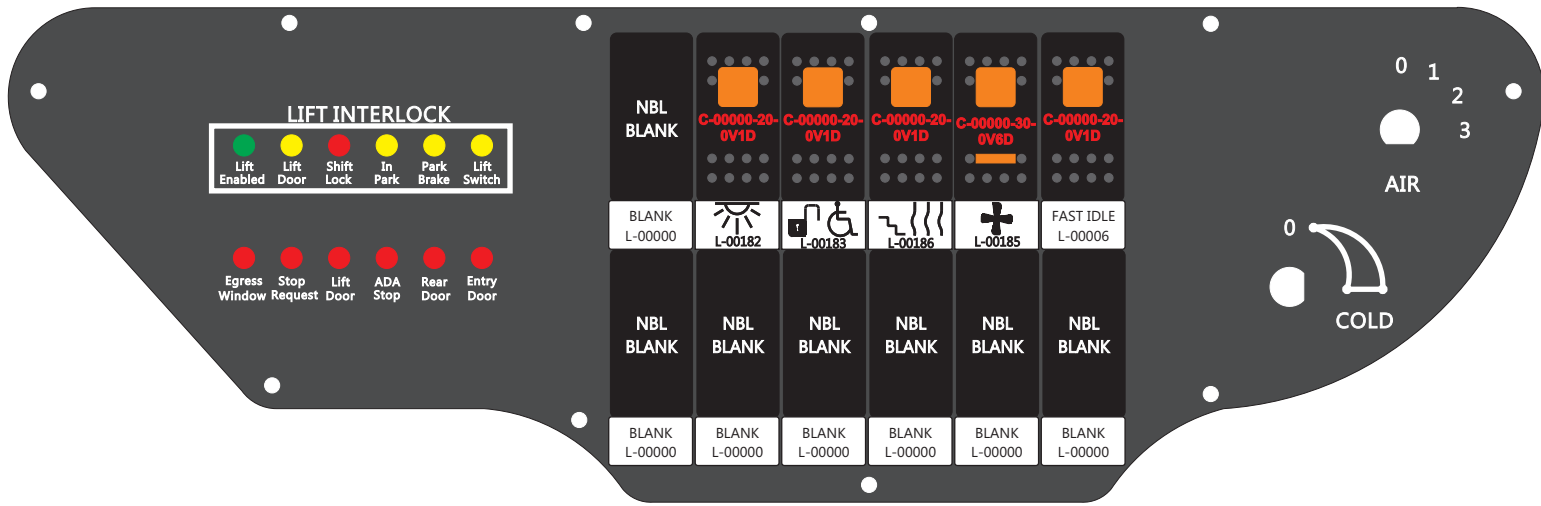 LIFT INTERLOCK
Lift
Enabled
Lift
Door
Shift
Lock
In
Park
Park
Brake
Lift
Switch
Egress
Window
Stop
Request
Lift
Door
ADA
Stop
Rear
Door
Entry
Door
NBL
BLANK
C-00000-20-
0V1D
C-00000-20-
0V1D
C-00000-20-
0V1D
C-00000-30-
0V6D
C-00000-20-
0V1D
BLANK
L-00000
L-00182
L-00183
L-00186
L-00185
FAST IDLE
L-00006
NBL
BLANK
NBL
BLANK
NBL
BLANK
NBL
BLANK
NBL
BLANK
NBL
BLANK
BLANK
L-00000
BLANK
L-00000
BLANK
L-00000
BLANK
L-00000
BLANK
L-00000
BLANK
L-00000
0
1
2
3
AIR
0
COLD